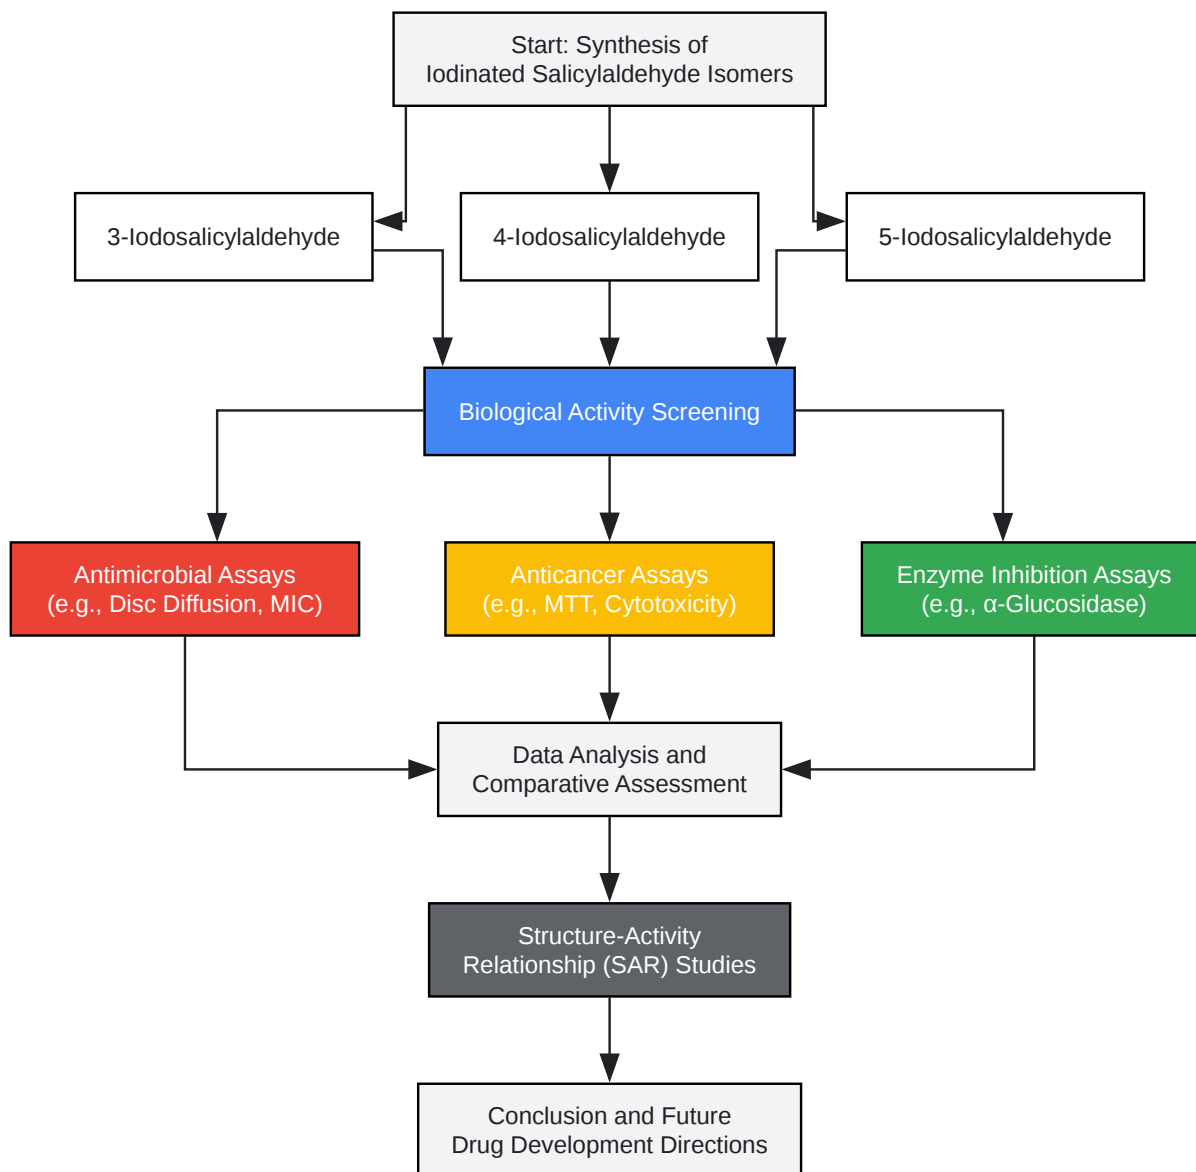 Start: Synthesis of
Iodinated Salicylaldehyde Isomers
3-Iodosalicylaldehyde
4-Iodosalicylaldehyde
5-Iodosalicylaldehyde
Biological Activity Screening
Antimicrobial Assays
(e.g., Disc Diffusion, MIC)
Anticancer Assays
(e.g., MTT, Cytotoxicity)
Enzyme Inhibition Assays
(e.g., α-Glucosidase)
Data Analysis and
Comparative Assessment
Structure-Activity
Relationship (SAR) Studies
Conclusion and Future
Drug Development Directions